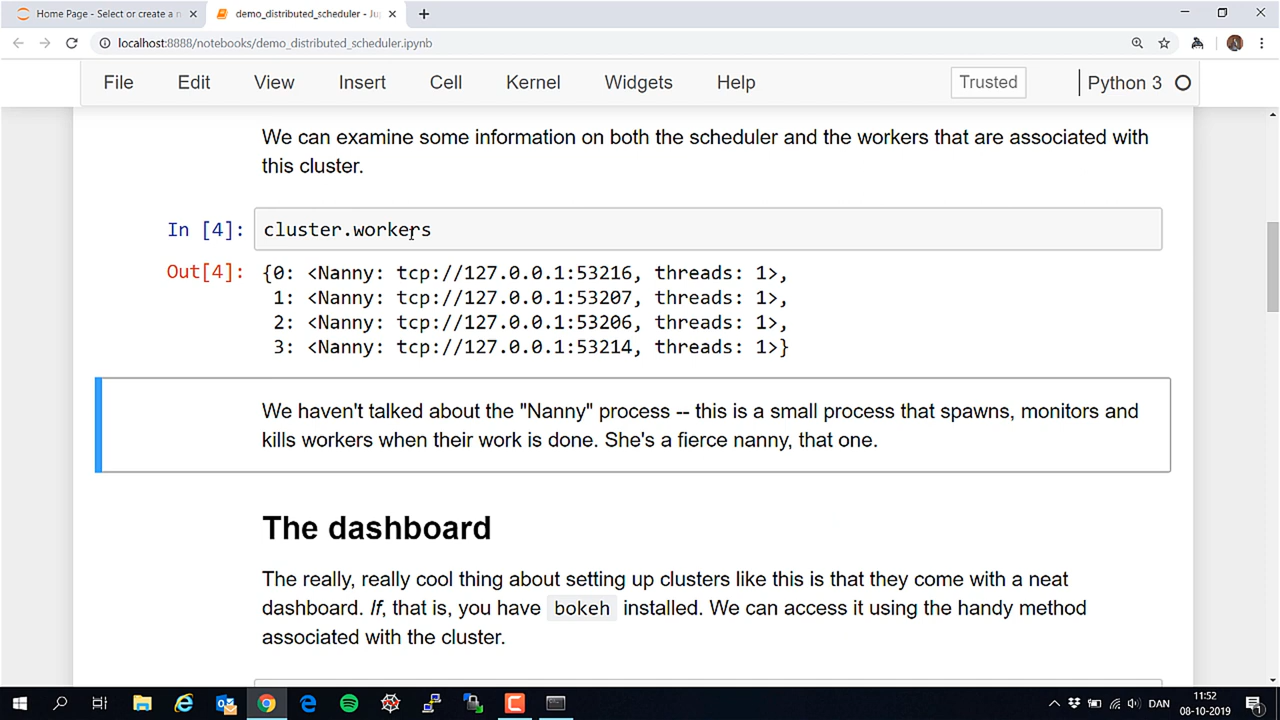 Home Page - Select or create a n
demo_distributed_scheduler - Ju
localhost:8888/notebooks/demo_distributed_scheduler.ipynb
File Edit View Insert Cell Kernel Widgets Help Trusted Python 3
We can examine some information on both the scheduler and the workers that are associated with
this cluster.
In [4]: cluster.workers
Out[4]: {0: <Nanny: tcp://127.0.0.1:53216, threads: 1>,
1: <Nanny: tcp://127.0.0.1:53207, threads: 1>,
2: <Nanny: tcp://127.0.0.1:53206, threads: 1>,
3: <Nanny: tcp://127.0.0.1:53214, threads: 1>}
We haven't talked about the "Nanny" process -- this is a small process that spawns, monitors and
kills workers when their work is done. She's a fierce nanny, that one.
The dashboard
The really, really cool thing about setting up clusters like this is that they come with a neat
dashboard. If, that is, you have bokeh installed. We can access it using the handy method
associated with the cluster.
DAN
11:52
08-10-2019